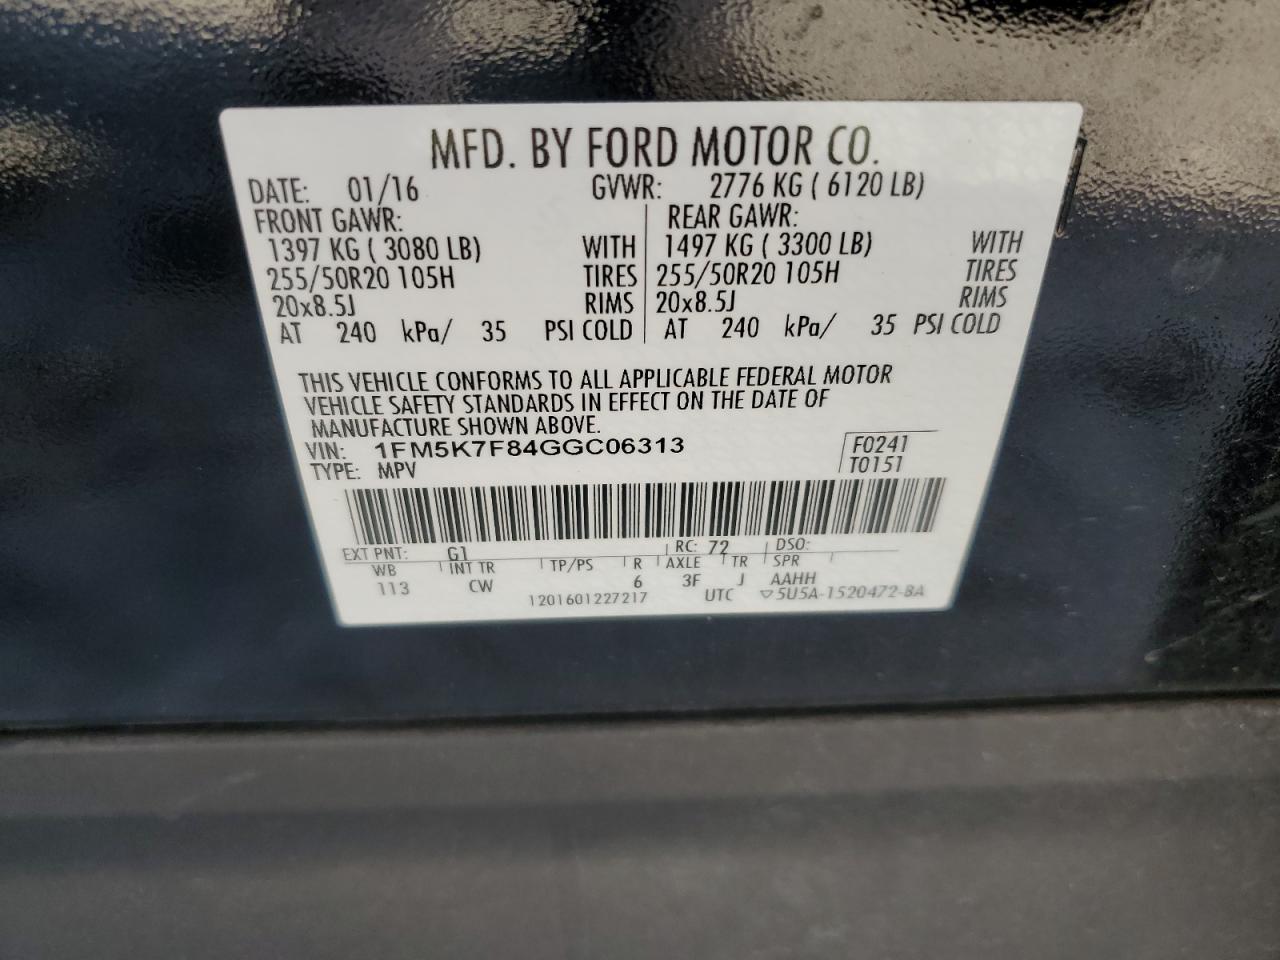 MFD. BY FORD MOTOR CO.
DATE: 01/16 GVWR: 2776 KG ( 6120 LB)
FRONT GAWR: REAR GAWR:
1397 KG ( 3080 LB) WITH 1497 KG ( 3300 LB) WITH
255/50R20 105H TIRES 255/50R20 105H TIRES
20x8.5J RIMS 20x8.5J RIMS
AT 240 kPa/ 35 PSI COLD AT 240 kPa/ 35 PSI COLD
THIS VEHICLE CONFORMS TO ALL APPLICABLE FEDERAL MOTOR
VEHICLE SAFETY STANDARDS IN EFFECT ON THE DATE OF
MANUFACTURE SHOWN ABOVE.
VIN: 1FM5K7F84GGC06313 F0241
TYPE: MPV T0151
EXT PNT: G1 RC: 72 DSO:
WB INT TR TP/PS R AXLE TR SPR
113 CW 6 3F J AAHH
1201601227217 UTC ▽5U5A-1520472-BA